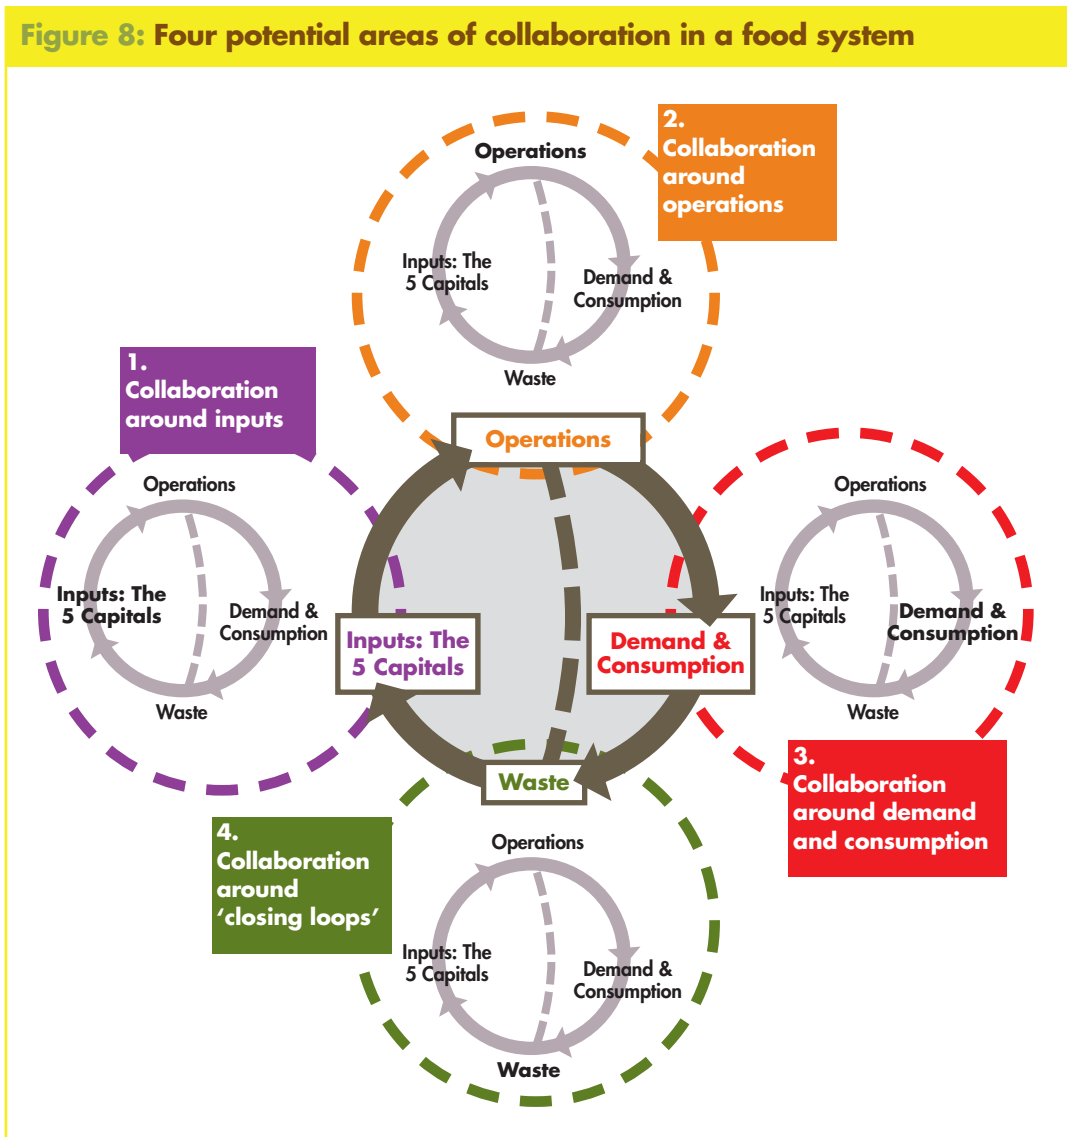 Figure 8: Four potential areas of collaboration in a food system
2.
Collaboration
around
operations
Operations
Inputs: The
5 Capitals
Demand &
Consumption
Waste
1.
Collaboration
around inputs
Operations
Inputs: The
5 Capitals
Demand &
Consumption
Waste
Operations
Inputs: The
5 Capitals
Demand &
Consumption
Waste
Operations
Inputs: The
5 Capitals
Demand &
Consumption
Waste
3.
Collaboration
around demand
and consumption
4.
Collaboration
around
‘closing loops’
Operations
Inputs: The
5 Capitals
Demand &
Consumption
Waste